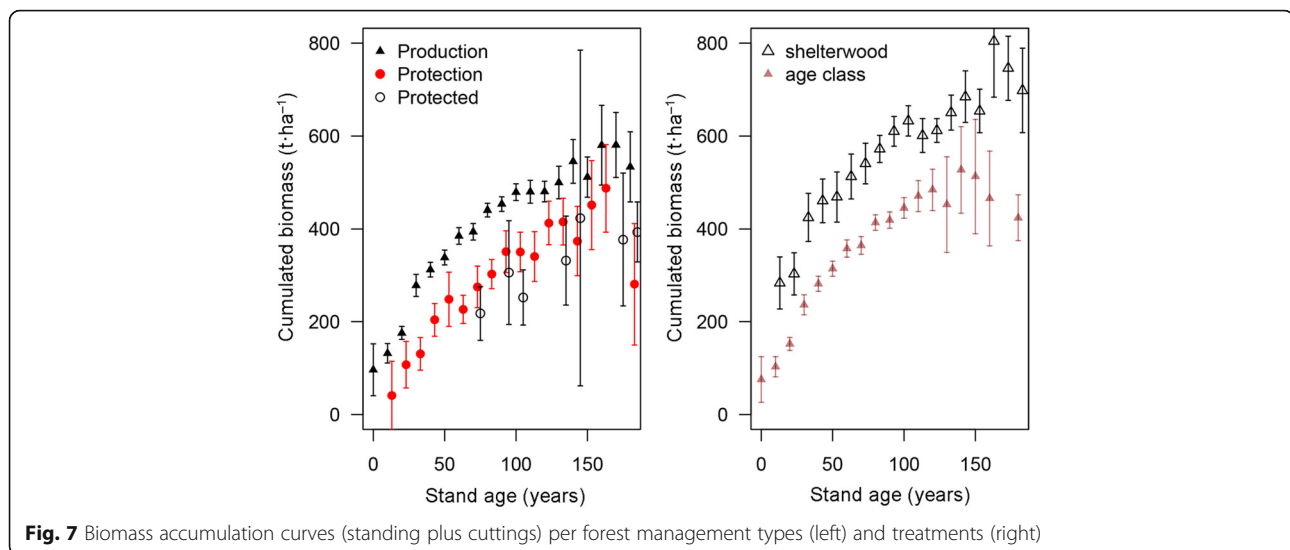 800
600
400
200
0
Cumulated biomass (t·ha⁻¹)
Production
Protection
Protected
0 50 100 150
Stand age (years)
800
600
400
200
0
Cumulated biomass (t·ha⁻¹)
shelterwood
age class
0 50 100 150
Stand age (years)
Fig. 7 Biomass accumulation curves (standing plus cuttings) per forest management types (left) and treatments (right)